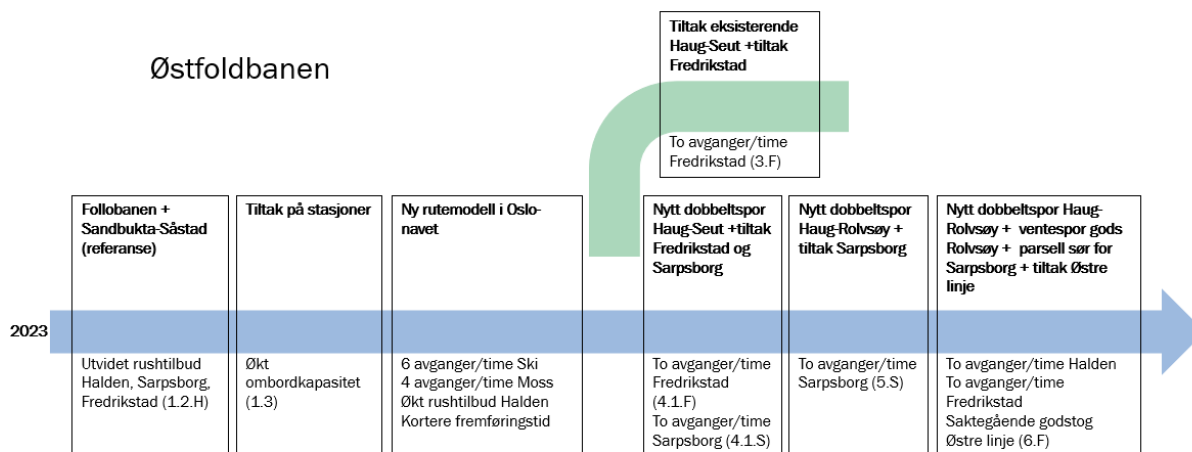 Østfoldbanen
Tiltak eksisterende
Haug-Seut +tiltak
Fredrikstad
To avganger/time
Fredrikstad (3.F)
2023
Follobanen +
Sandbukta-Såstad
(referanse)
Utvidet rushtilbud
Halden, Sarpsborg,
Fredrikstad (1.2.H)
Tiltak på stasjoner
Økt
ombordkapasitet
(1.3)
Ny rutemodell i Oslo-
navet
6 avganger/time Ski
4 avganger/time Moss
Økt rushtilbud Halden
Kortere fremføringstid
Nytt dobbeltspor
Haug-Seut +tiltak
Fredrikstad og
Sarpsborg
To avganger/time
Fredrikstad
(4.1.F)
To avganger/time
Sarpsborg (4.1.S)
Nytt dobbeltspor
Haug-Rolvsøy +
tiltak Sarpsborg
To avganger/time
Sarpsborg (5.S)
Nytt dobbeltspor Haug-
Rolvsøy + ventespor gods
Rolvsøy + parsell sør for
Sarpsborg + tiltak Østre
linje
To avganger/time Halden
To avganger/time
Fredrikstad
Saktegående godstog
Østre linje (6.F)